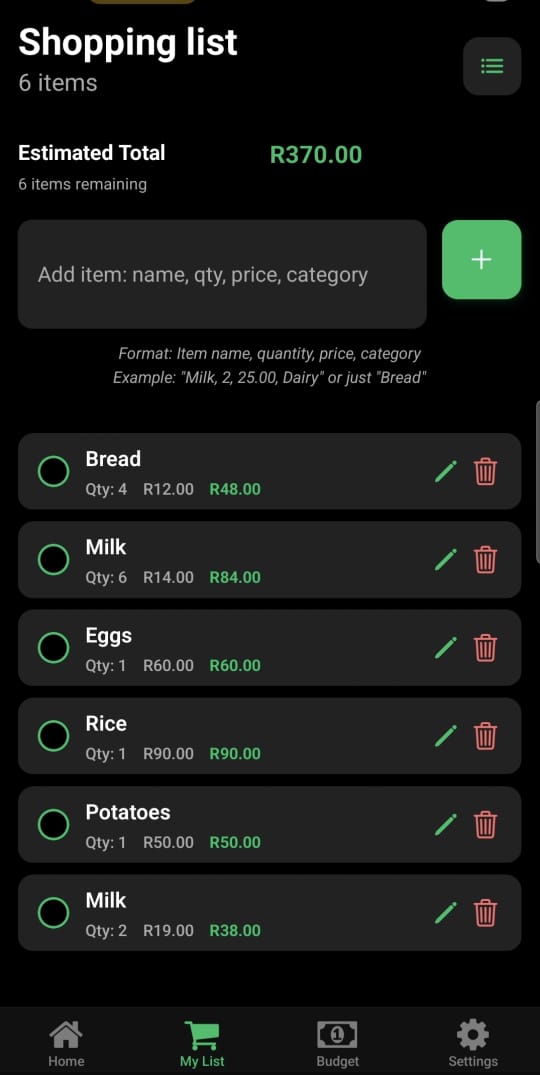 Shopping list
6 items
Estimated Total R370.00
6 items remaining
Add item: name, qty, price, category
+
Format: Item name, quantity, price, category
Example: "Milk, 2, 25.00, Dairy" or just "Bread"
Bread
Qty: 4 R12.00 R48.00
Milk
Qty: 6 R14.00 R84.00
Eggs
Qty: 1 R60.00 R60.00
Rice
Qty: 1 R90.00 R90.00
Potatoes
Qty: 1 R50.00 R50.00
Milk
Qty: 2 R19.00 R38.00
1
Home My List Budget Settings